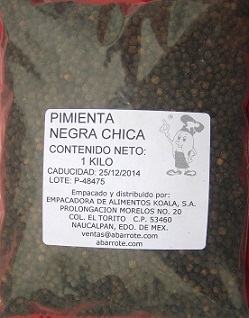 PIMIENTA
NEGRA CHICA
CONTENIDO NETO:
1 KILO
CADUCIDAD: 25/12/2014
LOTE: P-48475
Empacado y distribuido por:
EMPACADORA DE ALIMENTOS KOALA, S.A.
PROLONGACION MORELOS NO. 20
COL. EL TORITO   C.P. 53460
NAUCALPAN, EDO. DE MEX.
ventas@abarrote.com
abarrote.com